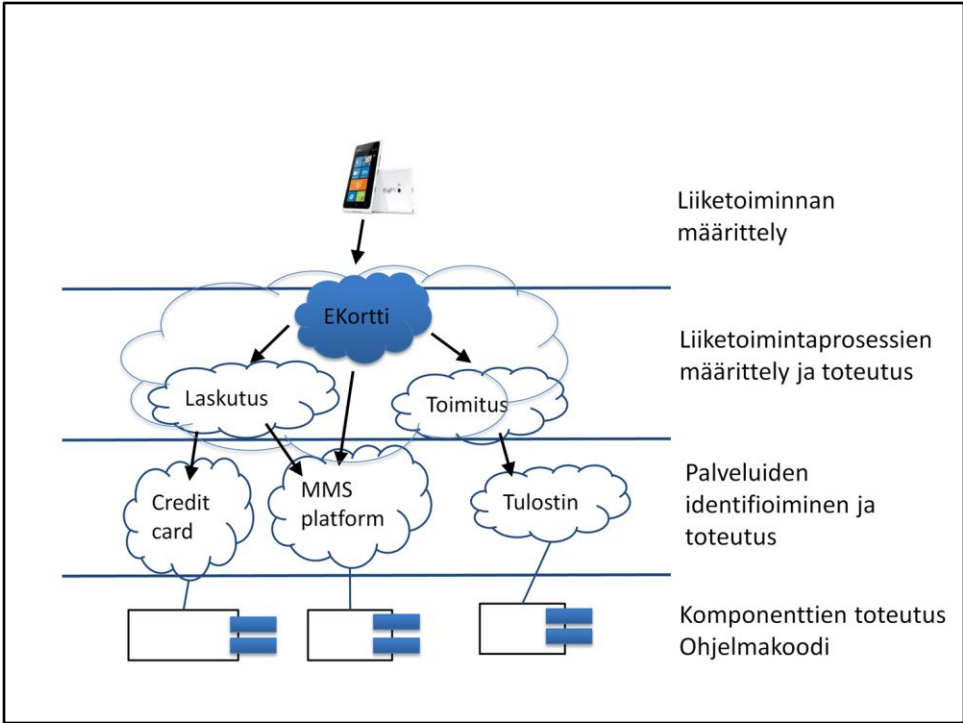 Liiketoiminnan
määrittely
EKortti
Liiketoimintaprosessien
määrittely ja toteutus
Laskutus
Toimitus
Palveluiden
identifioiminen ja
toteutus
Credit
card
MMS
platform
Tulostin
Komponenttien toteutus
Ohjelmakoodi